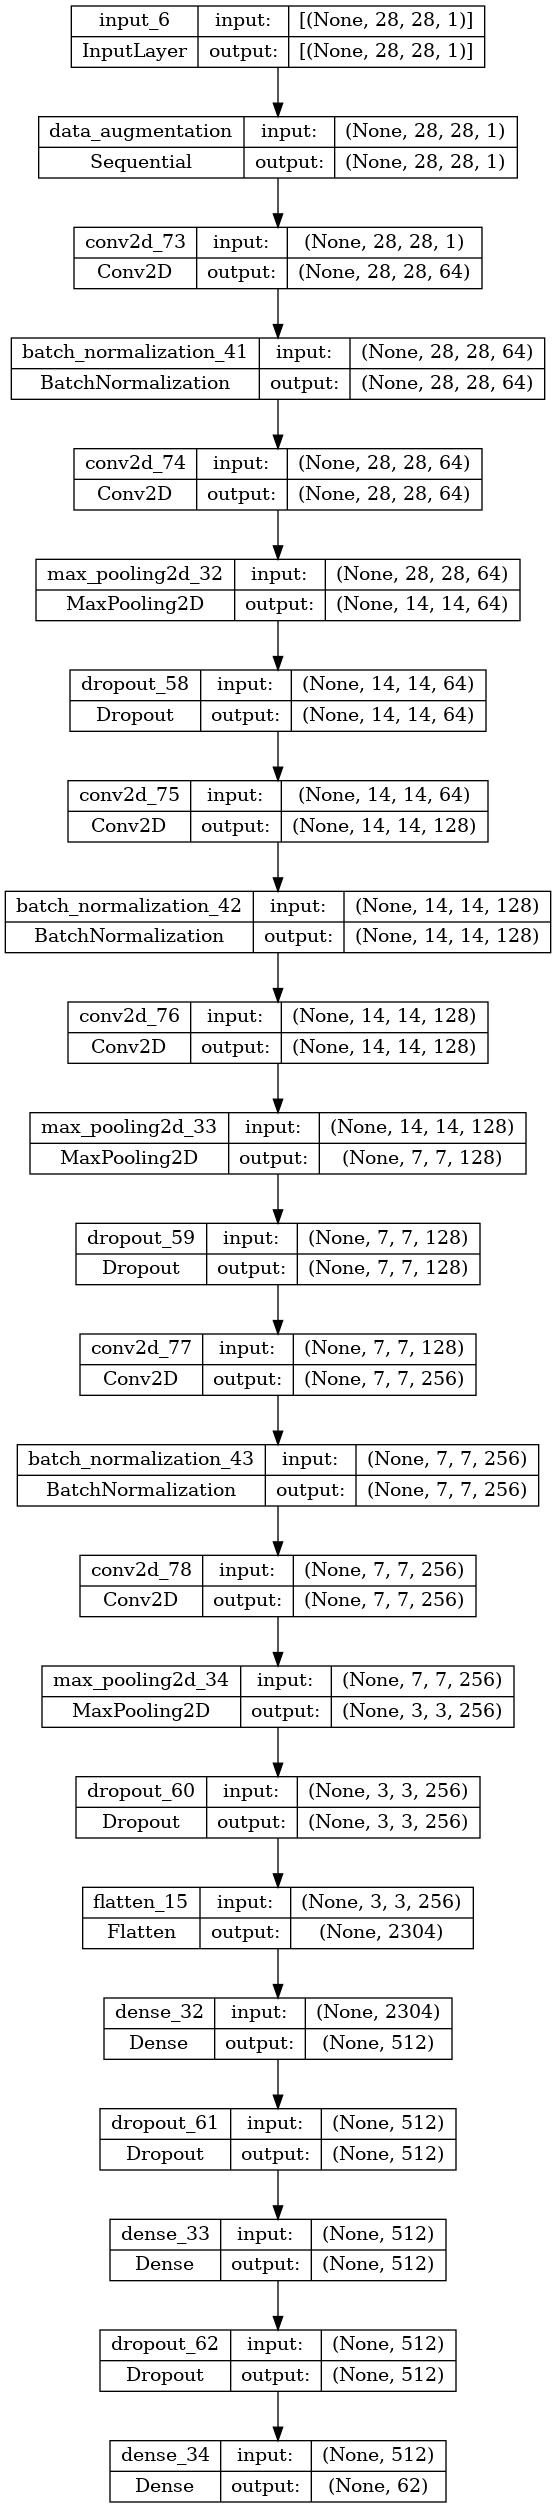 input_6 input: [(None, 28, 28, 1)]
InputLayer output: [(None, 28, 28, 1)]
data_augmentation input: (None, 28, 28, 1)
Sequential output: (None, 28, 28, 1)
conv2d_73 input: (None, 28, 28, 1)
Conv2D output: (None, 28, 28, 64)
batch_normalization_41 input: (None, 28, 28, 64)
BatchNormalization output: (None, 28, 28, 64)
conv2d_74 input: (None, 28, 28, 64)
Conv2D output: (None, 28, 28, 64)
max_pooling2d_32 input: (None, 28, 28, 64)
MaxPooling2D output: (None, 14, 14, 64)
dropout_58 input: (None, 14, 14, 64)
Dropout output: (None, 14, 14, 64)
conv2d_75 input: (None, 14, 14, 64)
Conv2D output: (None, 14, 14, 128)
batch_normalization_42 input: (None, 14, 14, 128)
BatchNormalization output: (None, 14, 14, 128)
conv2d_76 input: (None, 14, 14, 128)
Conv2D output: (None, 14, 14, 128)
max_pooling2d_33 input: (None, 14, 14, 128)
MaxPooling2D output: (None, 7, 7, 128)
dropout_59 input: (None, 7, 7, 128)
Dropout output: (None, 7, 7, 128)
conv2d_77 input: (None, 7, 7, 128)
Conv2D output: (None, 7, 7, 256)
batch_normalization_43 input: (None, 7, 7, 256)
BatchNormalization output: (None, 7, 7, 256)
conv2d_78 input: (None, 7, 7, 256)
Conv2D output: (None, 7, 7, 256)
max_pooling2d_34 input: (None, 7, 7, 256)
MaxPooling2D output: (None, 3, 3, 256)
dropout_60 input: (None, 3, 3, 256)
Dropout output: (None, 3, 3, 256)
flatten_15 input: (None, 3, 3, 256)
Flatten output: (None, 2304)
dense_32 input: (None, 2304)
Dense output: (None, 512)
dropout_61 input: (None, 512)
Dropout output: (None, 512)
dense_33 input: (None, 512)
Dense output: (None, 512)
dropout_62 input: (None, 512)
Dropout output: (None, 512)
dense_34 input: (None, 512)
Dense output: (None, 62)